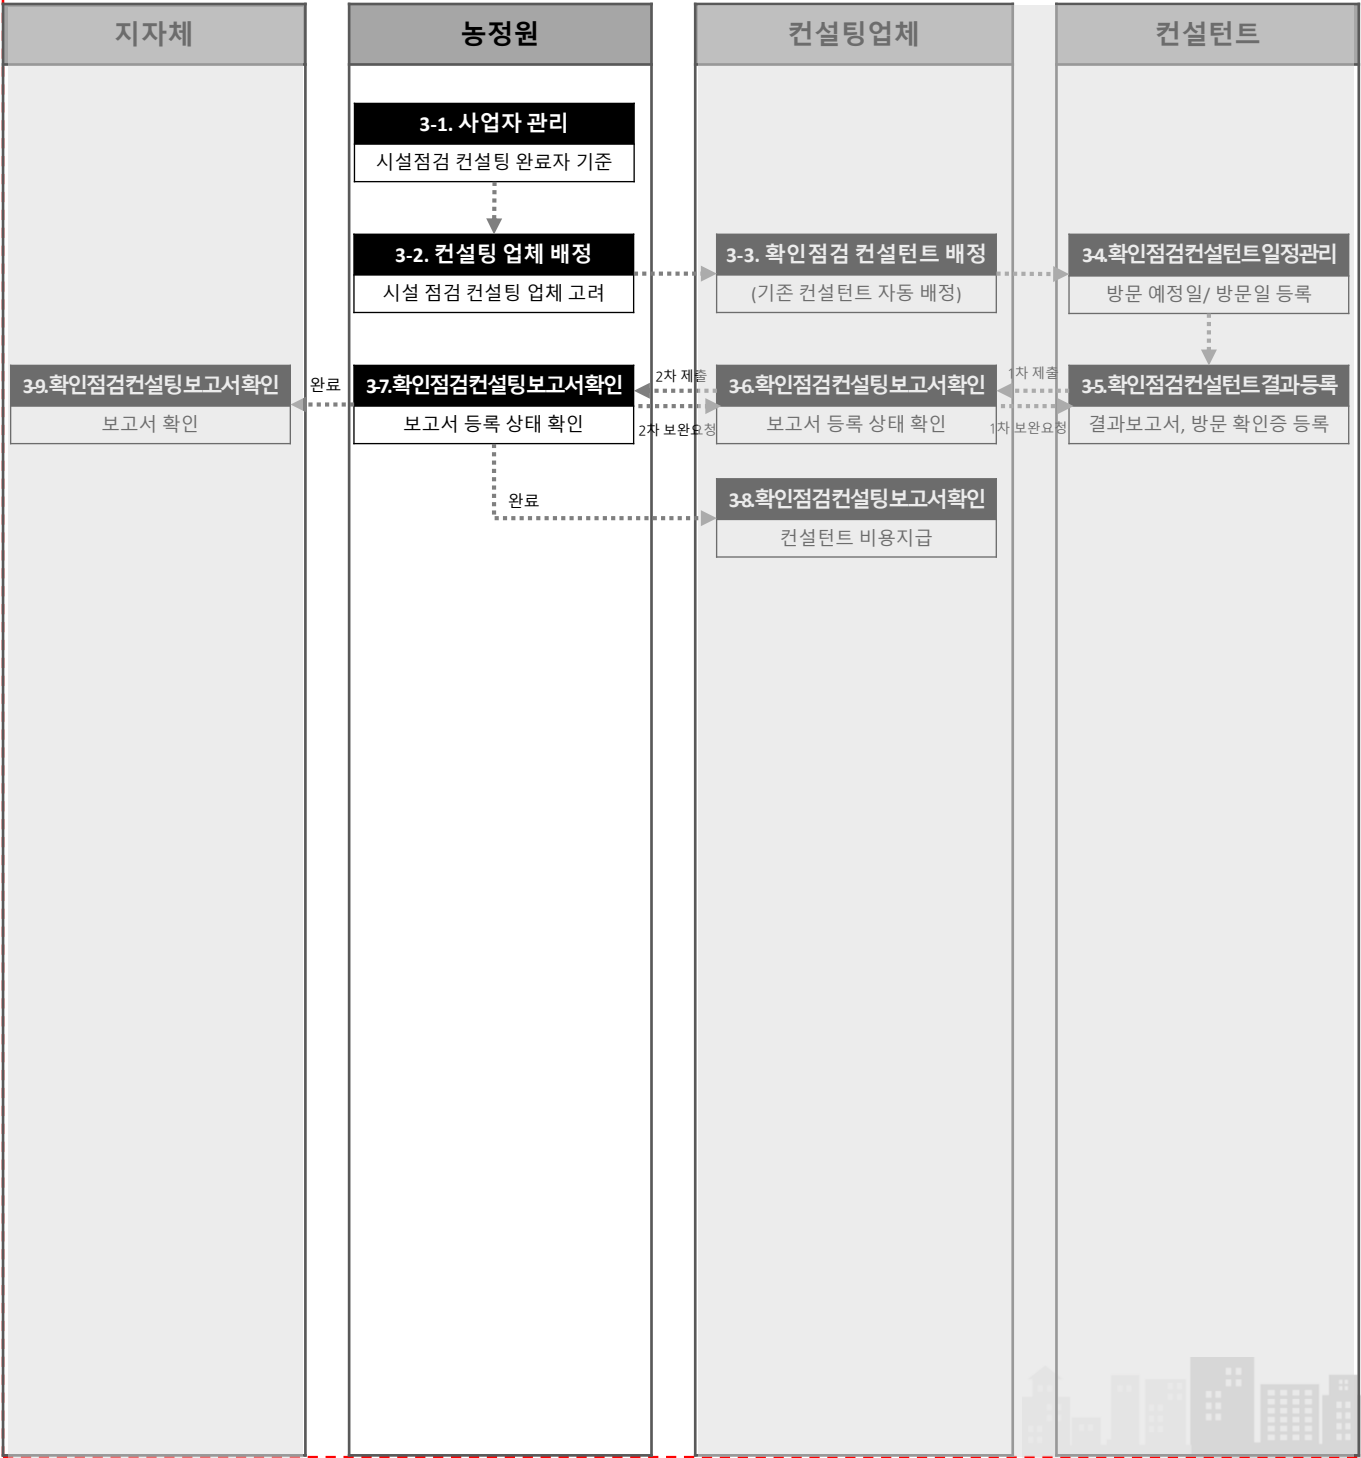 지자체
농정원
컨설팅업체
컨설턴트
3-1. 사업자 관리
시설점검 컨설팅 완료자 기준
3-2. 컨설팅 업체 배정
시설 점검 컨설팅 업체 고려
3-3. 확인점검 컨설턴트 배정
(기존 컨설턴트 자동 배정)
3-4.확인점검컨설턴트일정관리
방문 예정일/ 방문일 등록
3-9.확인점검컨설팅보고서확인
보고서 확인
완료
3-7.확인점검컨설팅보고서확인
보고서 등록 상태 확인
2차 제출
2차 보완요청
3-6.확인점검컨설팅보고서확인
보고서 등록 상태 확인
1차 제출
1차 보완요청
3-5.확인점검컨설턴트결과등록
결과보고서, 방문 확인증 등록
완료
3-8.확인점검컨설팅보고서확인
컨설턴트 비용지급